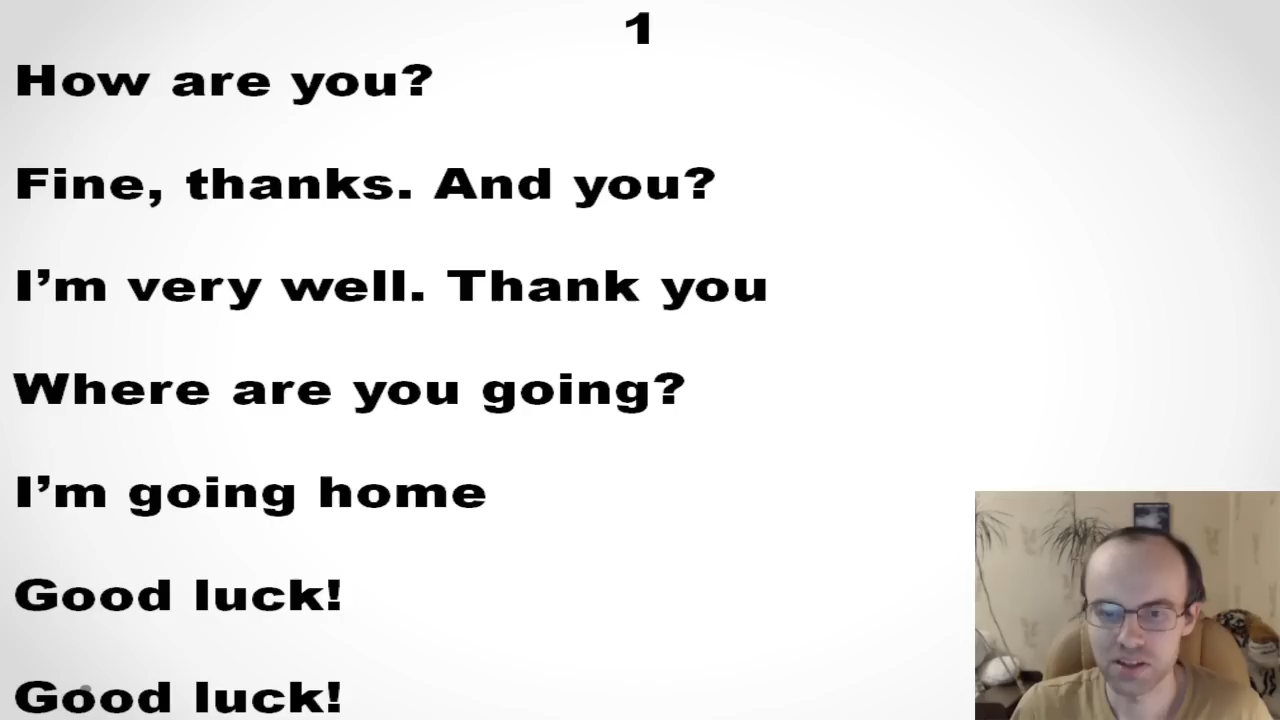 1
How are you?
Fine, thanks. And you?
I’m very well. Thank you
Where are you going?
I’m going home
Good luck!
Good luck!